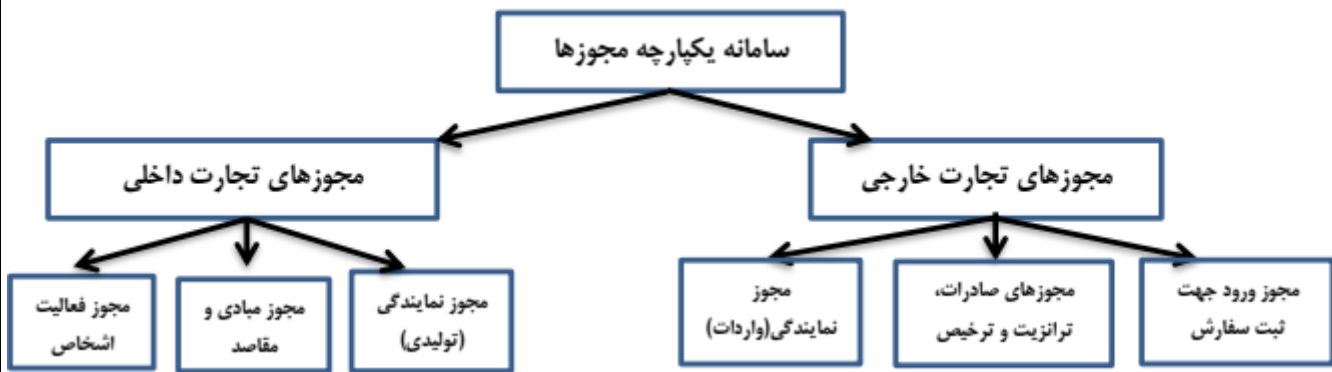 سامانه یکپارچه مجوزها
مجوزهای تجارت خارجی
مجوزهای تجارت داخلی
مجوز ورود جهت
ثبت سفارش
مجوزهای صادرات،
ترانزیت و ترخیص
مجوز
نمایندگی(واردات)
مجوز نمایندگی
(تولیدی)
مجوز مبادی و
مقاصد
مجوز فعالیت
اشخاص